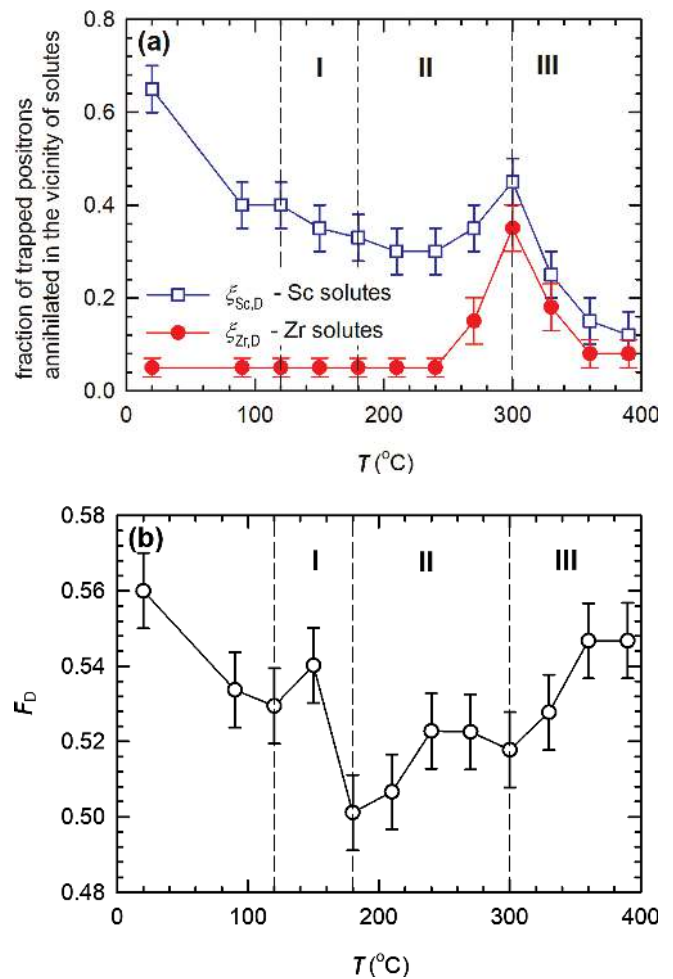 (a)
I
II
III
0.8
0.6
0.4
0.2
0.0
fraction of trapped positrons
annihilated in the vicinity of solutes
ξSc,D - Sc solutes
ξZr,D - Zr solutes
0 100 200 300 400
T (°C)
(b)
I
II
III
0.58
0.56
0.54
0.52
0.50
0.48
FD
0 100 200 300 400
T (°C)